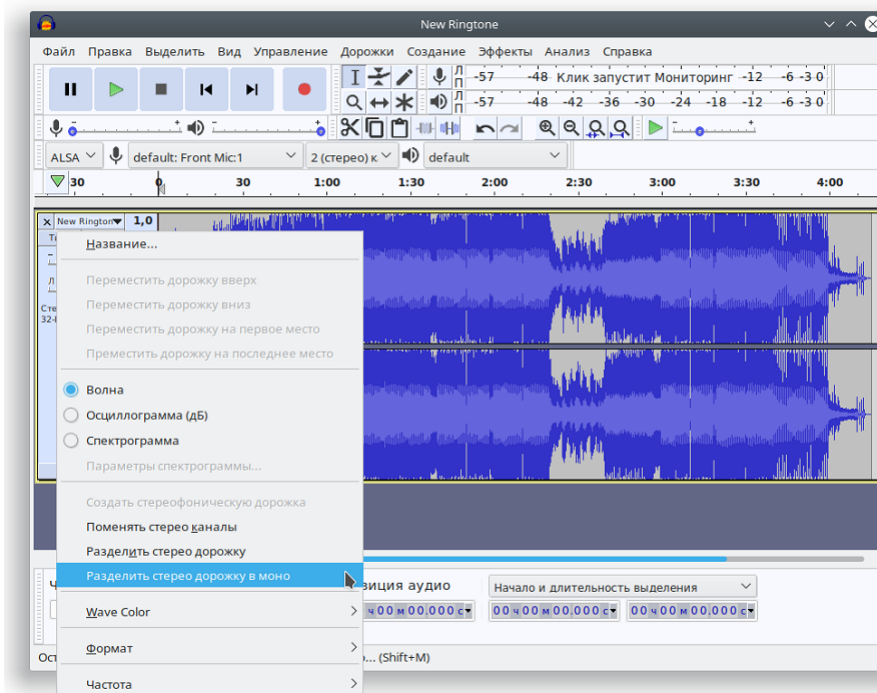 New Ringtone
Файл Правка Выделить Вид Управление Дорожки Создание Эффекты Анализ Справка
Л П -57 -48 Клик запустит Мониторинг -12 -6 -3 0
Л П -57 -48 -42 -36 -30 -24 -18 -12 -6 -3 0
ALSA default: Front Mic:1 2 (стерео) к default
30 0 30 1:00 1:30 2:00 2:30 3:00 3:30 4:00
X New Rington 1,0
Название...
Переместить дорожку вверх
Переместить дорожку вниз
Переместить дорожку на первое место
Преместить дорожку на последнее место
Волна
Осциллограмма (дБ)
Спектрограмма
Параметры спектрограммы...
Создать стереофоническую дорожка
Поменять стерео каналы
Разделить стерео дорожку
Разделить стерео дорожку в моно
зиция аудио Начало и длительность выделения
Wave Color ч 00 м 00,000 с 00 ч 00 м 00,000 с 00 ч 00 м 00,000 с
Формат
... (Shift+M)
Частота